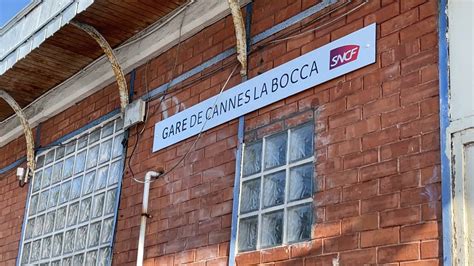 GARE DE CANNES LA BOCCA SNCF